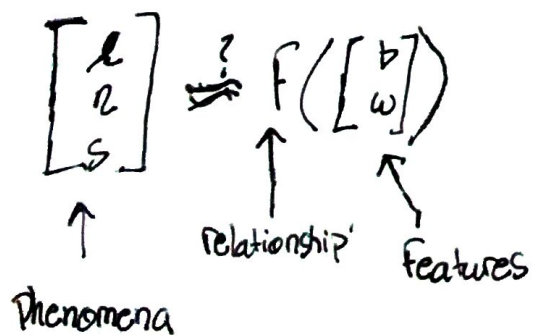 [l n s] ≈? F([b w])
relationship
Features
Phenomena